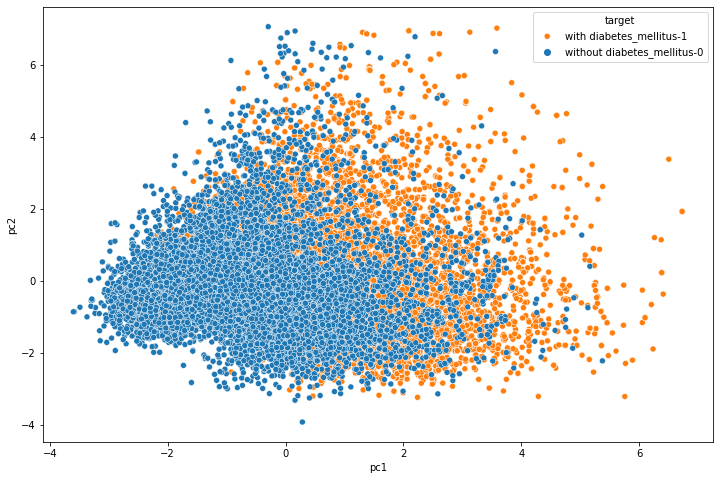 target
with diabetes_mellitus-1
without diabetes_mellitus-0
pc2
6
4
2
0
−2
−4
−4
−2
0
2
4
6
pc1